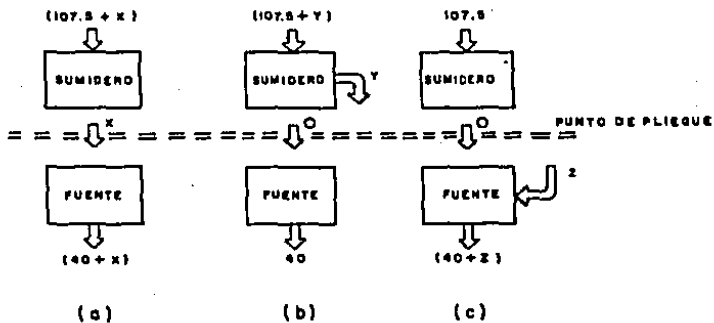 (107.5 + X) (107.5 + Y) 107.5
SUMIDERO SUMIDERO Y SUMIDERO
X O O PUNTO DE PLIEGUE
FUENTE FUENTE FUENTE Z
(40 + X) 40 (40 + Z)
(a) (b) (c)